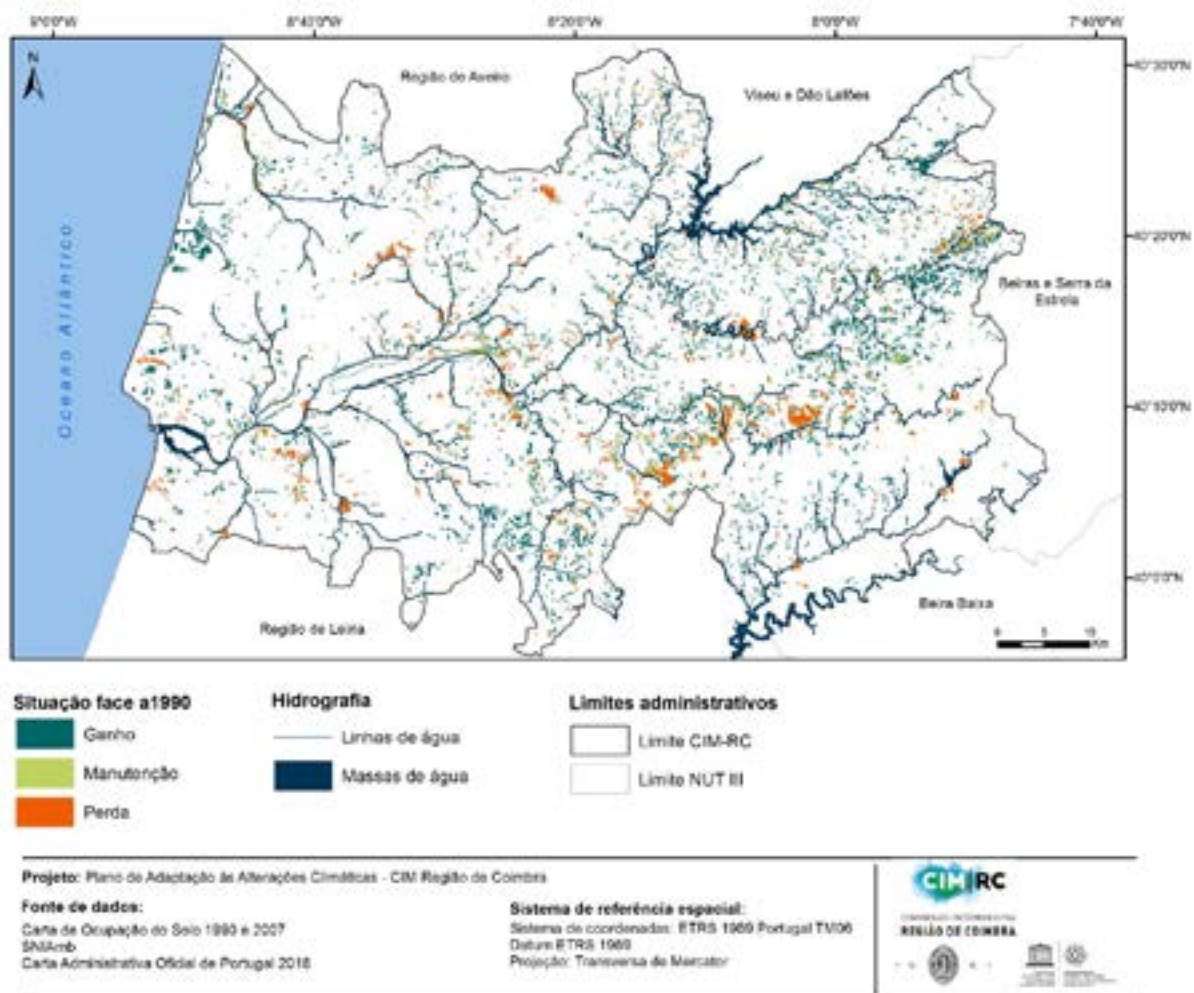 9°0'0"W
8°40'0"W
8°20'0"W
8°0'0"W
7°40'0"W
N
40°30'0"N
40°20'0"N
40°10'0"N
40°0'0"N
Região de Aveiro
Viseu e Dão Lafões
Beiras e Serra da
Estrela
Oceano Atlântico
Região de Leiria
Beira Baixa
0 5 10
Km
Situação face a1990
Ganho
Manutenção
Perda
Hidrografia
Linhas de água
Massas de água
Limites administrativos
Limite CIM-RC
Limite NUT III
Projeto: Plano de Adaptação às Alterações Climáticas - CIM Região de Coimbra
Fonte de dados:
Carta de Ocupação do Solo 1990 e 2007
SNIAmb
Carta Administrativa Oficial de Portugal 2018
Sistema de referência espacial:
Sistema de coordenadas: ETRS 1989 Portugal TM06
Datum ETRS 1989
Projeção: Transversa de Mercator
CIM RC
REGIÃO DE COIMBRA